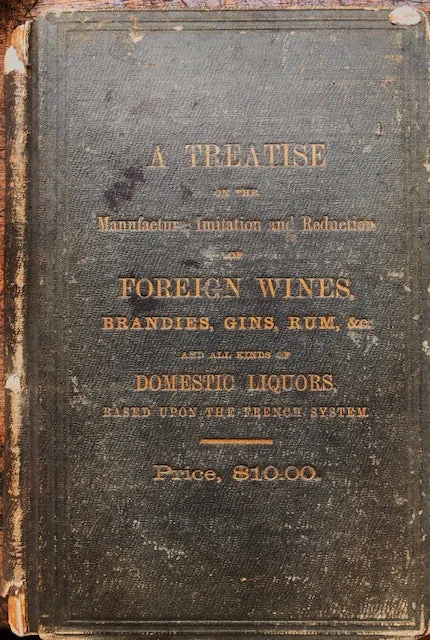 A TREATISE
ON THE
Manufacture, Imitation and Reduction
OF
FOREIGN WINES,
BRANDIES, GINS, RUM, &c.
AND ALL KINDS OF
DOMESTIC LIQUORS,
BASED UPON THE FRENCH SYSTEM.
Price, $10.00.